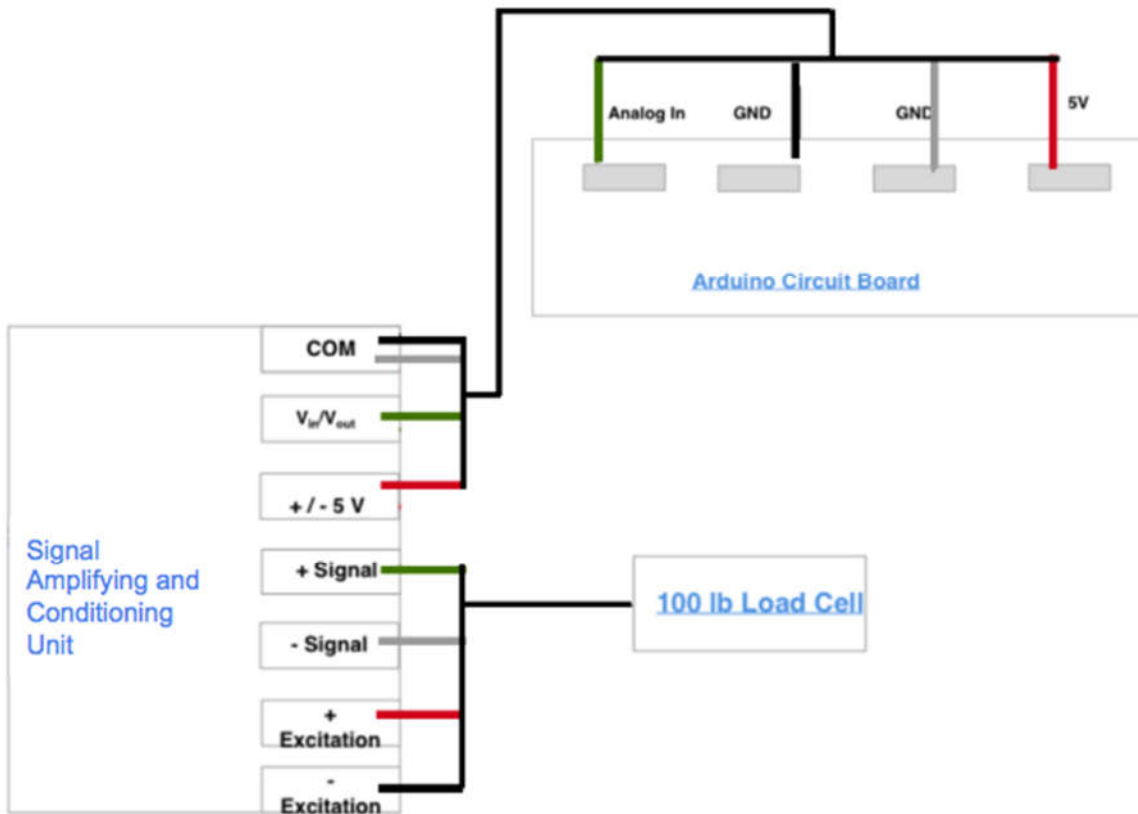 Analog In
GND
GND
5V
Arduino Circuit Board
COM
Vin/Vout
+ / - 5 V
+ Signal
- Signal
+
Excitation
-
Excitation
Signal
Amplifying and
Conditioning
Unit
100 lb Load Cell